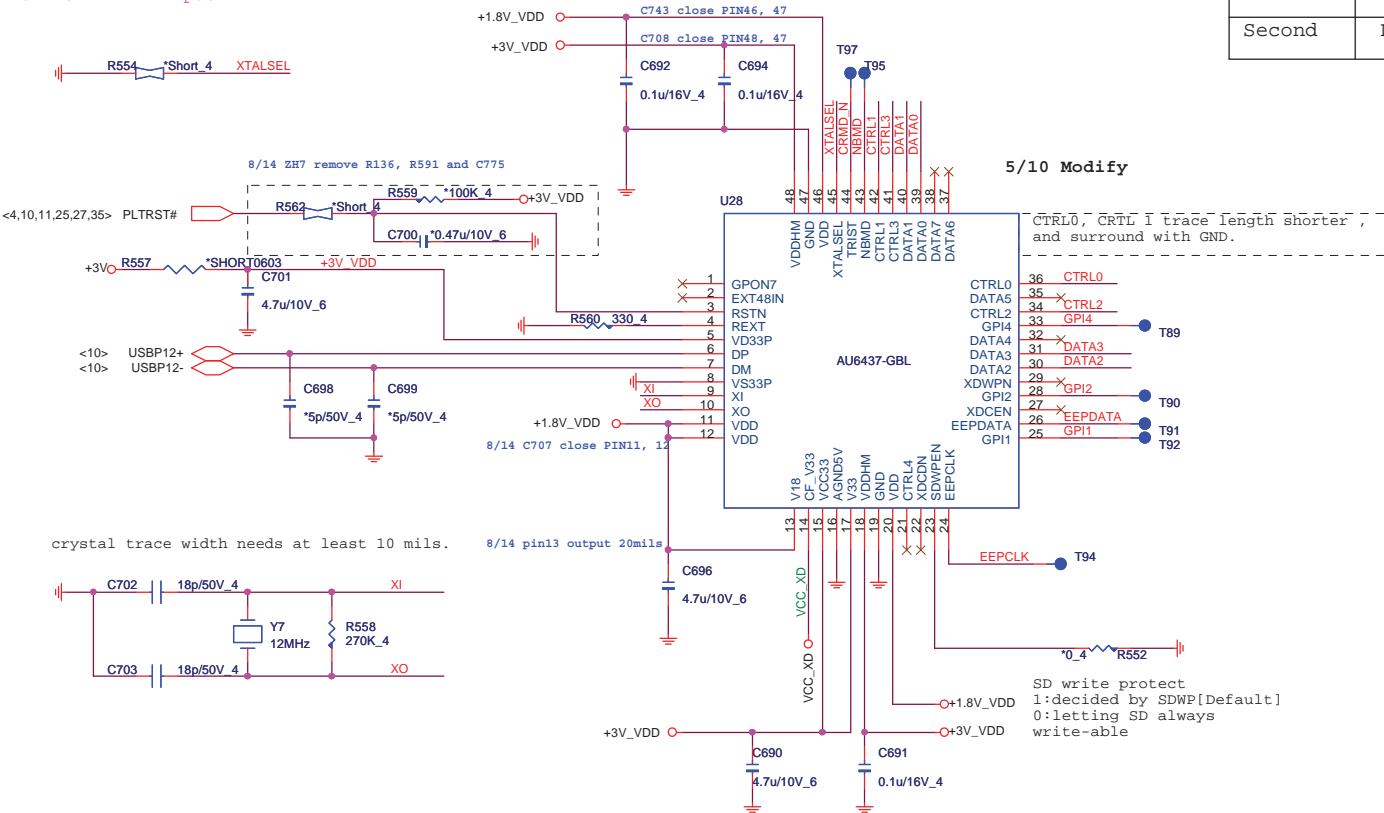 +1.8V_VDD
C743 close PIN46, 47
+3V_VDD
C708 close PIN48, 47
Second
R554
*Short_4
XTALSEL
C692
0.1u/16V_4
C694
0.1u/16V_4
T97
T95
XTALSEL
CRMD_N
NBMD
CTRL1
CTRL3
DATA1
DATA0
5/10 Modify
8/14 ZH7 remove R136, R591 and C775
R559
*100K_4
+3V_VDD
<4,10,11,25,27,35> PLTRST#
R562
*Short_4
C700
*0.47u/10V_6
+3V
R557
*SHORT0603
+3V_VDD
C701
4.7u/10V_6
R560 330_4
<10> USBP12+
<10> USBP12-
C698
*5p/50V_4
C699
*5p/50V_4
XI
XO
+1.8V_VDD
8/14 C707 close PIN11, 12
U28
48 47 46 45 44 43 42 41 40 39 38 37
VDDHM
GND
VDD
XTALSEL
TRIST
NBMD
CTRL1
CTRL3
DATA1
DATA0
DATA7
DATA6
1 GPON7
2 EXT48IN
3 RSTN
4 REXT
5 VD33P
6 DP
7 DM
8 VS33P
9 XI
10 XO
11 VDD
12 VDD
AU6437-GBL
CTRL0 36 CTRL0
DATA5 35
CTRL2 34 CTRL2
GPI4 33 GPI4
T89
DATA4 32
DATA3 31 DATA3
DATA2 30 DATA2
XDWPN 29
GPI2 28 GPI2
T90
XDCEN 27
EEPDATA 26 EEPDATA
T91
GPI1 25 GPI1
T92
CTRL0, CRTL 1 trace length shorter ,
and surround with GND.
V18
CF_V33
VCC33
AGND5V
V33
VDDHM
GND
VDD
CTRL4
XDCDN
SDWPEN
EEPCLK
13 14 15 16 17 18 19 20 21 22 23 24
8/14 pin13 output 20mils
C696
4.7u/10V_6
VCC_XD
VCC_XD
EEPCLK
T94
*0_4
R552
SD write protect
1:decided by SDWP[Default]
0:letting SD always
write-able
+1.8V_VDD
+3V_VDD
+3V_VDD
C690
4.7u/10V_6
C691
0.1u/16V_4
crystal trace width needs at least 10 mils.
C702
18p/50V_4
XI
Y7
12MHz
R558
270K_4
C703
18p/50V_4
XO